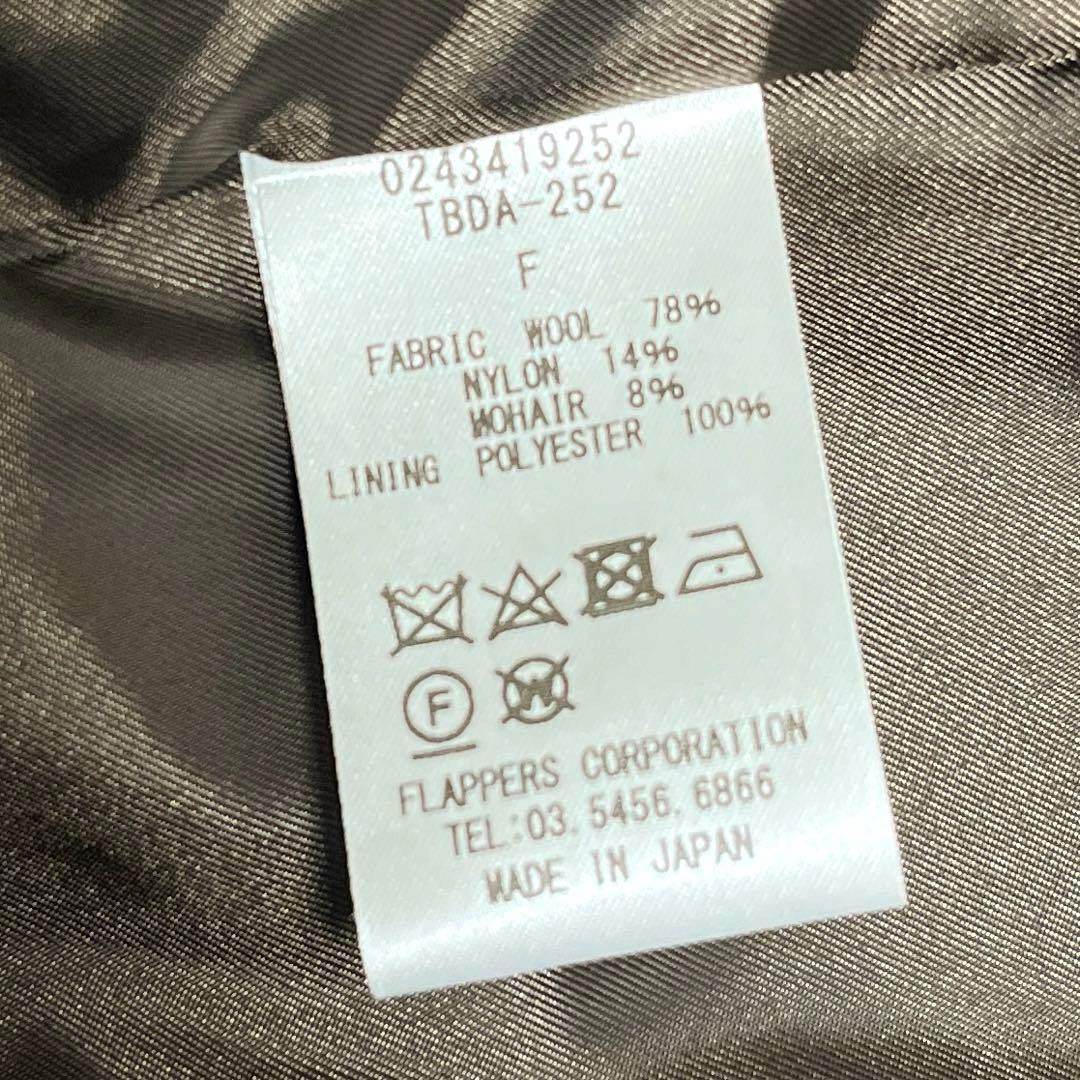 0243419252
TBDA-252
F
FABRIC WOOL 78%
NYLON 14%
MOHAIR 8%
LINING POLYESTER 100%
F W
FLAPPERS CORPORATION
TEL:03.5456.6866
MADE IN JAPAN